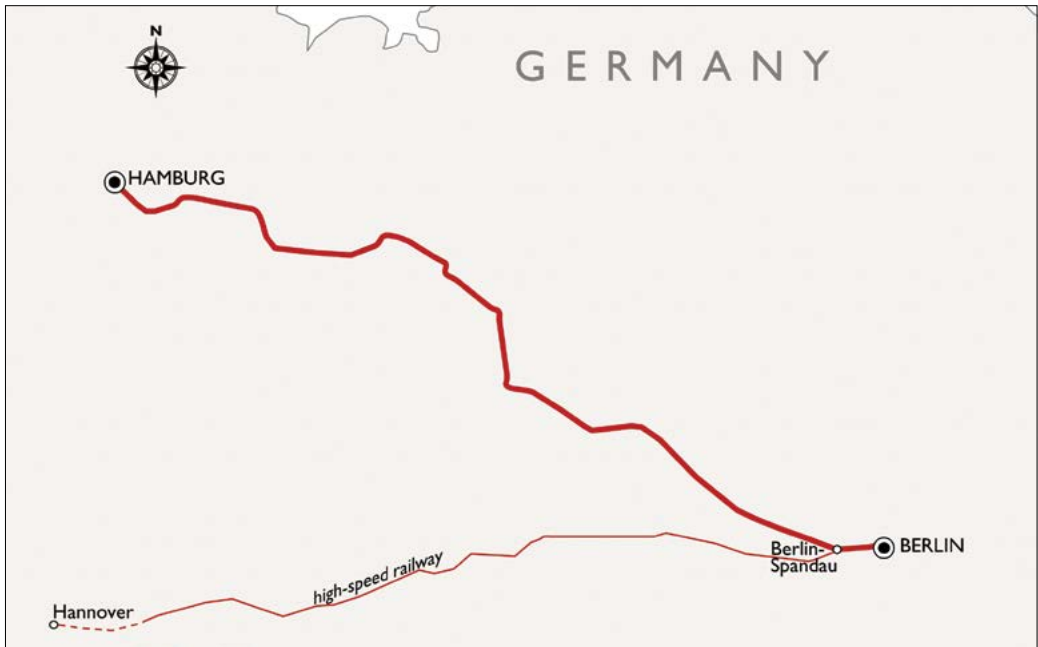 N
GERMANY
HAMBURG
Berlin-
Spandau
BERLIN
high-speed railway
Hannover